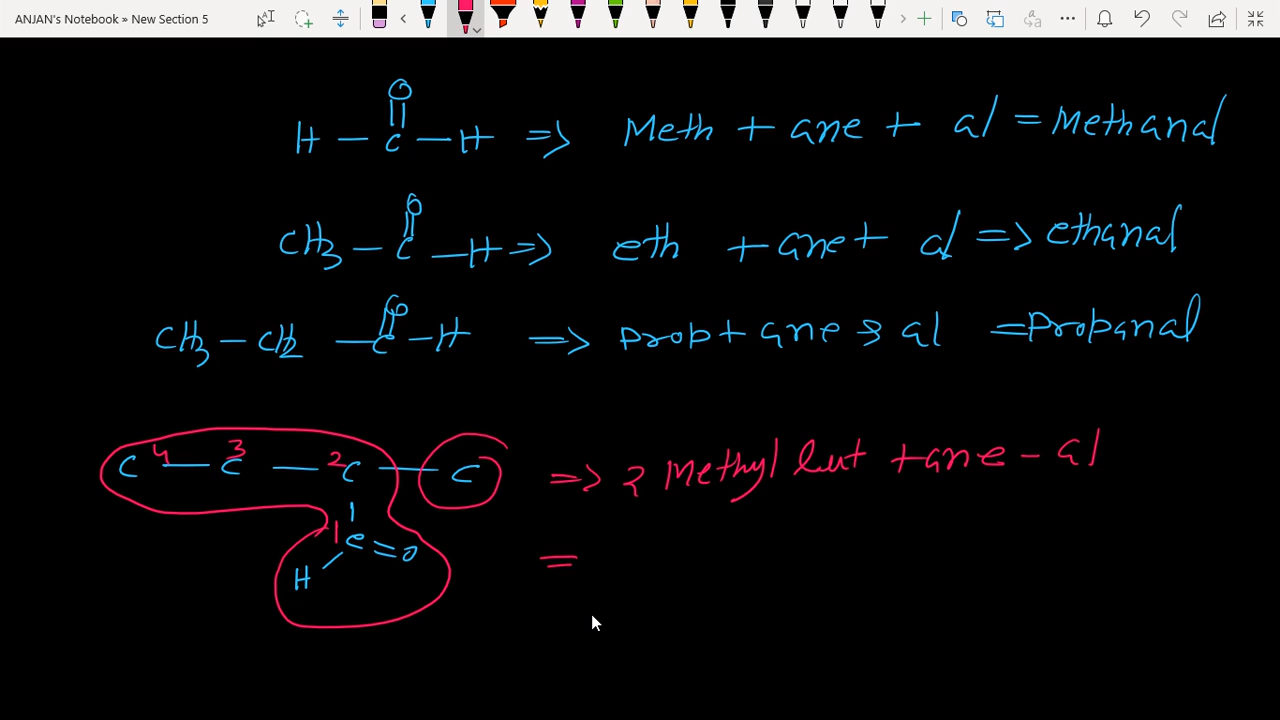 ANJAN's Notebook » New Section 5
O
H — C — H => Meth + ane + al = Methanal
O
CH3 — C — H => eth + ane + al => ethanal
O
CH3 — CH2 — C — H => prop + ane & al = Propanal
C 4 — 3 C — 2 C — C => 2 Methyl but + ane - al
1 C = O
H =